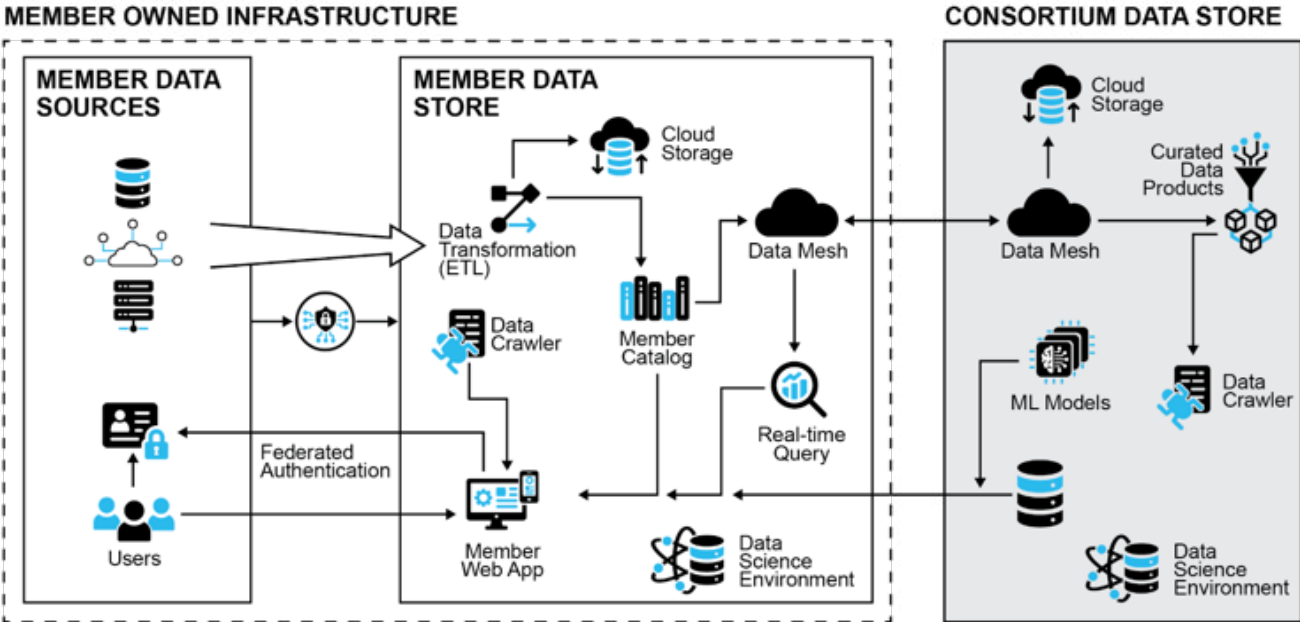 MEMBER OWNED INFRASTRUCTURE
CONSORTIUM DATA STORE
MEMBER DATA
SOURCES
MEMBER DATA
STORE
Cloud
Storage
Data
Transformation
(ETL)
Data
Crawler
Member
Catalog
Data Mesh
Real-time
Query
Federated
Authentication
Users
Member
Web App
Data
Science
Environment
Cloud
Storage
Curated
Data
Products
Data Mesh
ML Models
Data
Crawler
Data
Science
Environment